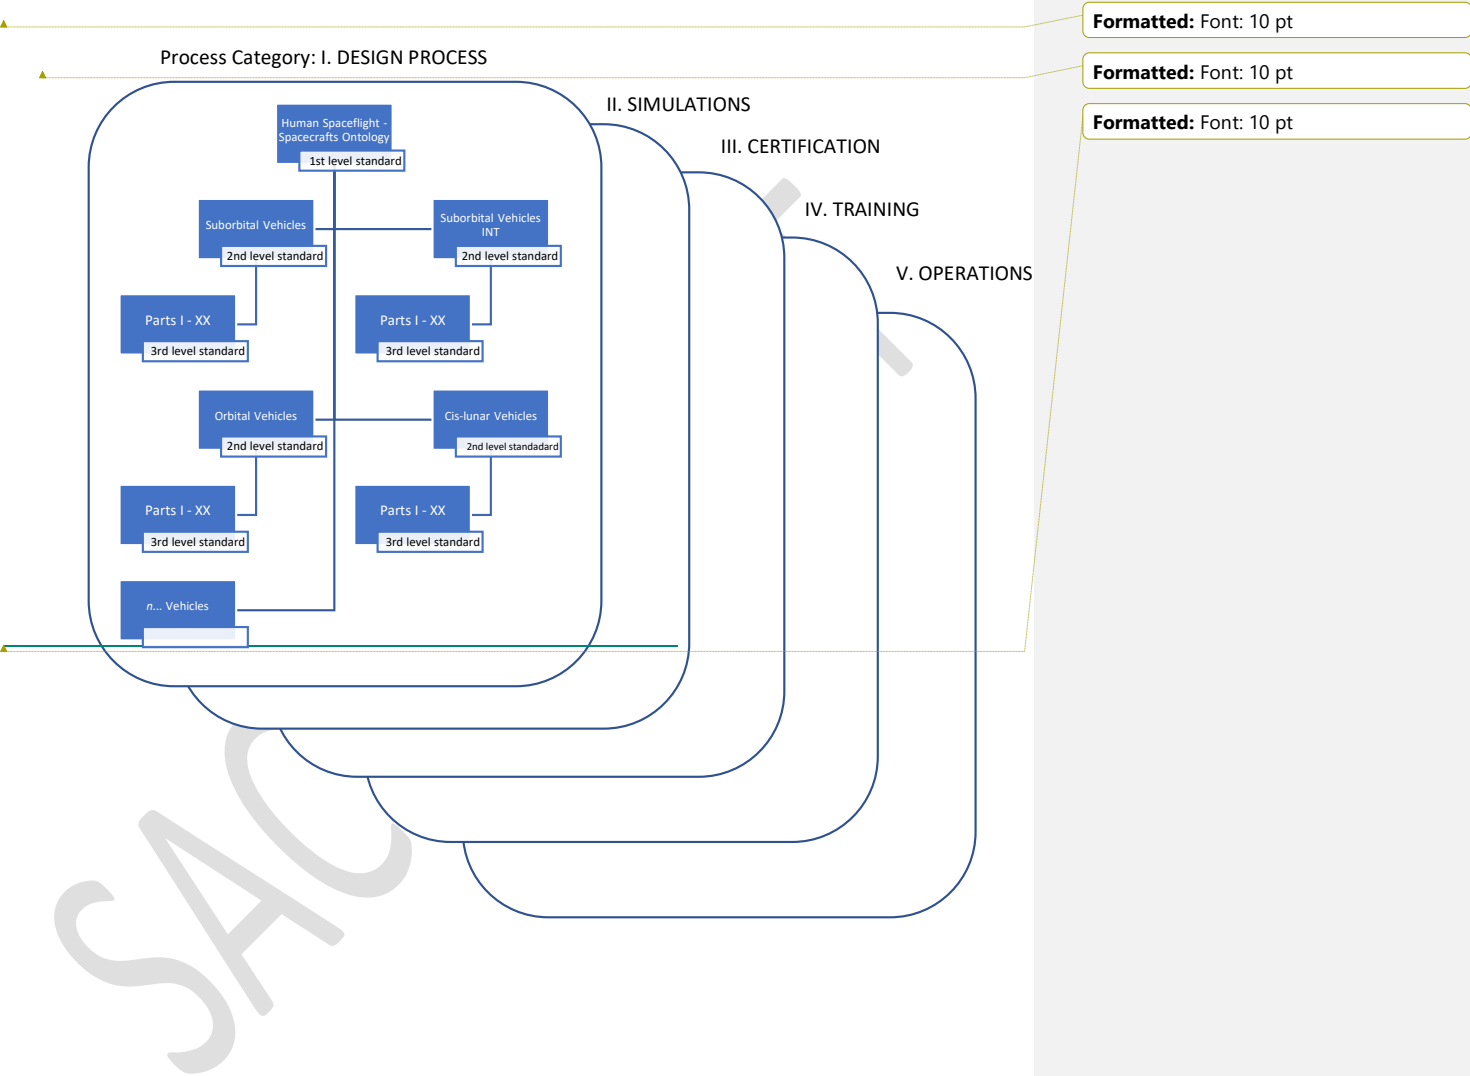 Formatted: Font: 10 pt
Process Category: I. DESIGN PROCESS
Formatted: Font: 10 pt
II. SIMULATIONS
Formatted: Font: 10 pt
III. CERTIFICATION
IV. TRAINING
V. OPERATIONS
Human Spaceflight -
Spacecrafts Ontology
1st level standard
Suborbital Vehicles
2nd level standard
Suborbital Vehicles
INT
2nd level standard
Parts I - XX
3rd level standard
Parts I - XX
3rd level standard
Orbital Vehicles
2nd level standard
Cis-lunar Vehicles
2nd level standadard
Parts I - XX
3rd level standard
Parts I - XX
3rd level standard
n... Vehicles